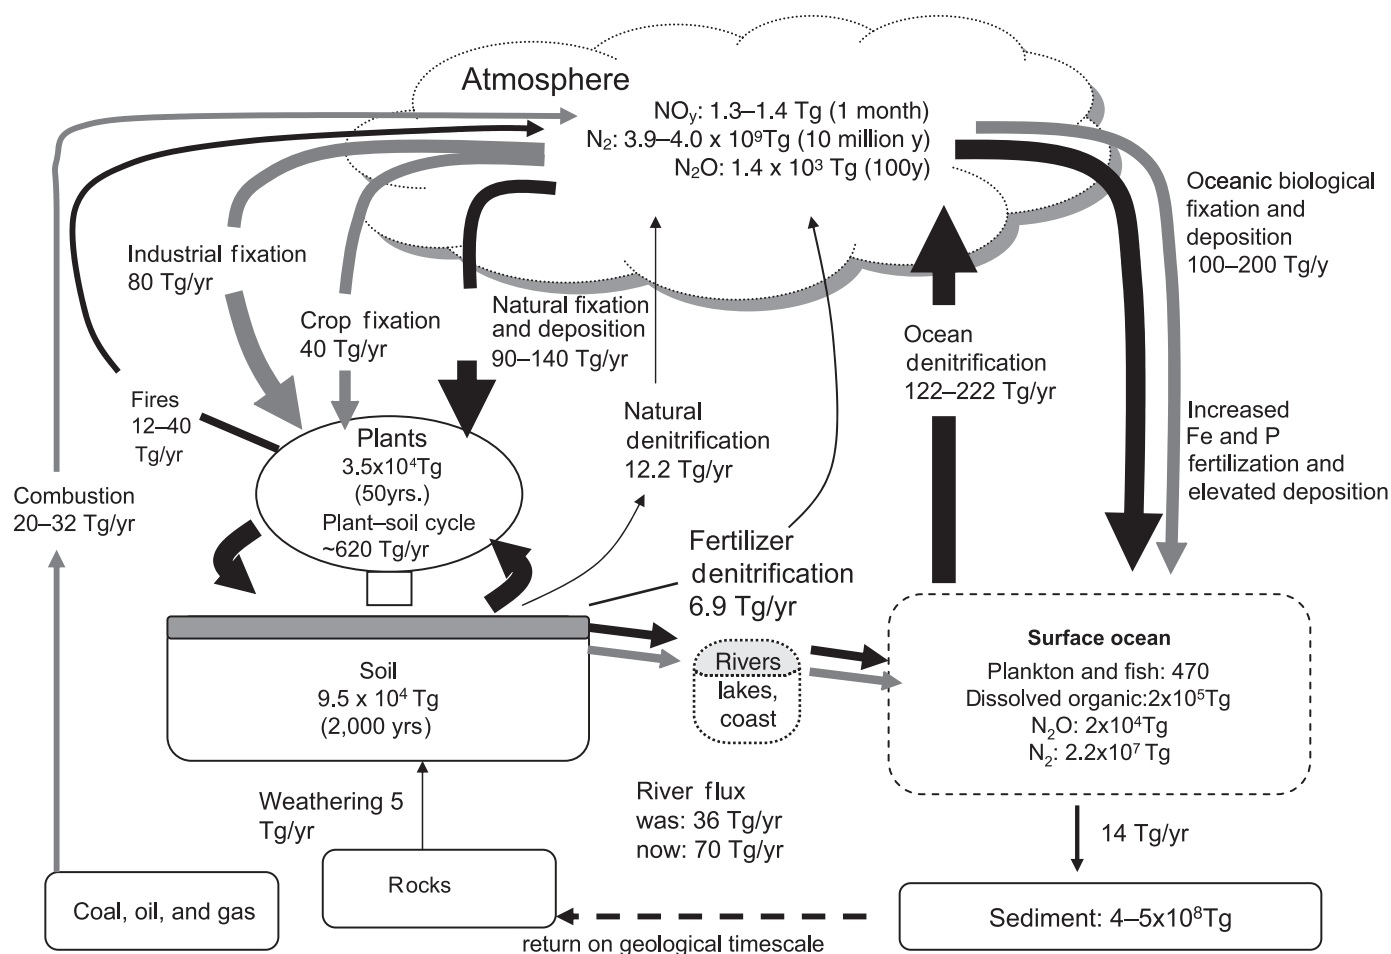 Atmosphere
NOy: 1.3–1.4 Tg (1 month)
N₂: 3.9–4.0 x 10⁹Tg (10 million y)
N₂O: 1.4 x 10³ Tg (100y)
Oceanic biological
fixation and
deposition
100–200 Tg/y
Industrial fixation
80 Tg/yr
Crop fixation
40 Tg/yr
Natural fixation
and deposition
90–140 Tg/yr
Ocean
denitrification
122–222 Tg/yr
Fires
12–40
Tg/yr
Natural
denitrification
12.2 Tg/yr
Increased
Fe and P
fertilization and
elevated deposition
Combustion
20–32 Tg/yr
Plants
3.5x10⁴Tg
(50yrs.)
Plant–soil cycle
~620 Tg/yr
Fertilizer
denitrification
6.9 Tg/yr
Soil
9.5 x 10⁴ Tg
(2,000 yrs)
Rivers
lakes,
coast
Surface ocean
Plankton and fish: 470
Dissolved organic:2x10⁵Tg
N₂O: 2x10⁴Tg
N₂: 2.2x10⁷ Tg
Weathering 5
Tg/yr
River flux
was: 36 Tg/yr
now: 70 Tg/yr
14 Tg/yr
Coal, oil, and gas
Rocks
Sediment: 4–5x10⁸Tg
return on geological timescale